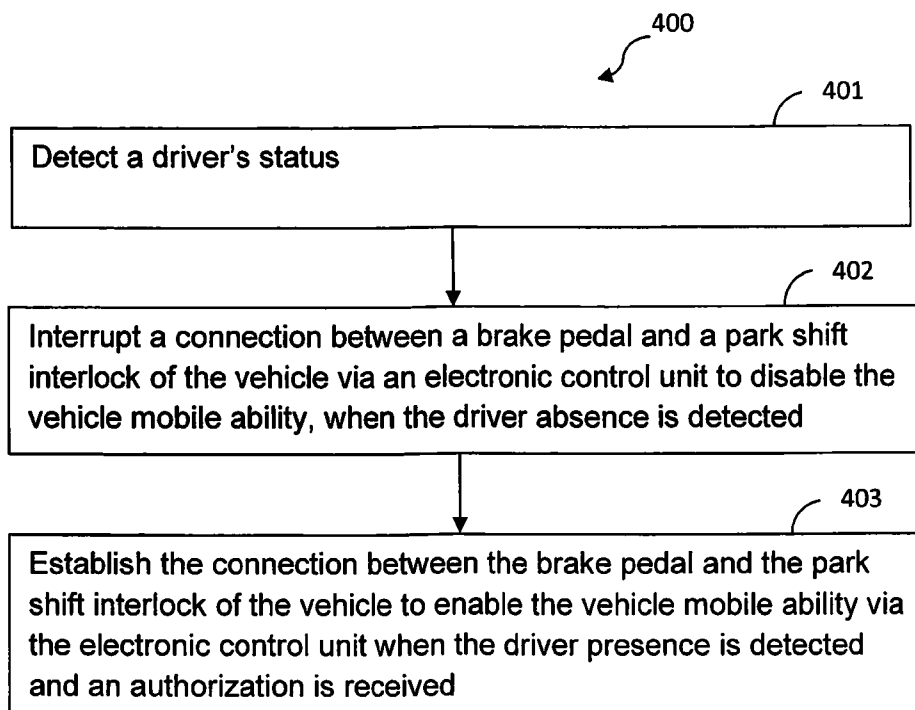 400
401
Detect a driver's status
402
Interrupt a connection between a brake pedal and a park shift
interlock of the vehicle via an electronic control unit to disable the
vehicle mobile ability, when the driver absence is detected
403
Establish the connection between the brake pedal and the park
shift interlock of the vehicle to enable the vehicle mobile ability via
the electronic control unit when the driver presence is detected
and an authorization is received